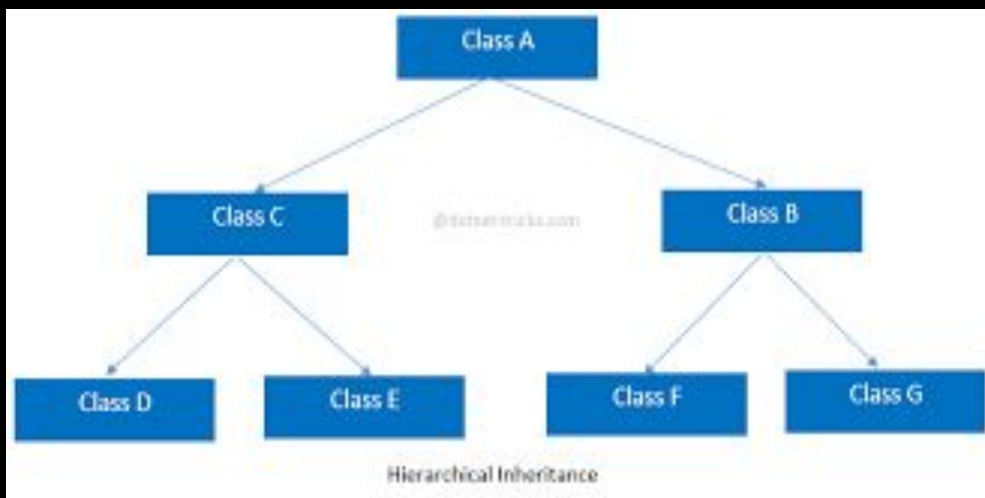 Class A
Class C
Class B
Class D
Class E
Class F
Class G
Hierarchical Inheritance